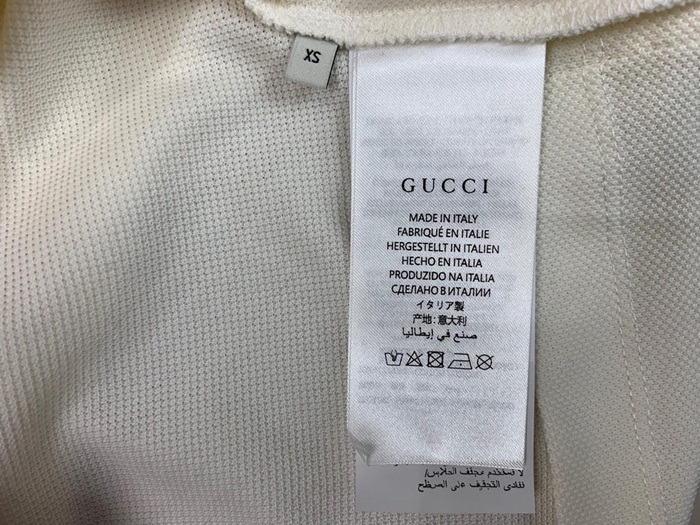 XS
GUCCI
MADE IN ITALY
FABRIQUÉ EN ITALIE
HERGESTELLT IN ITALIEN
HECHO EN ITALIA
PRODUZIDO NA ITALIA
СДЕЛАНО В ИТАЛИИ
イタリア製
产地: 意大利
صنع في إيطاليا
لا تستخدم مجفف الملابس/
تفادى التجفيف على السطح